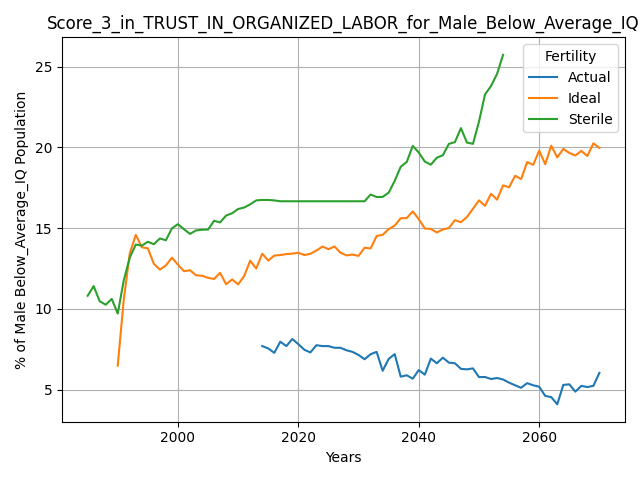 Score_3_in_TRUST_IN_ORGANIZED_LABOR_for_Male_Below_Average_IQ
% of Male Below_Average_IQ Population
25
20
15
10
5
Fertility
Actual
Ideal
Sterile
2000
2020
2040
2060
Years